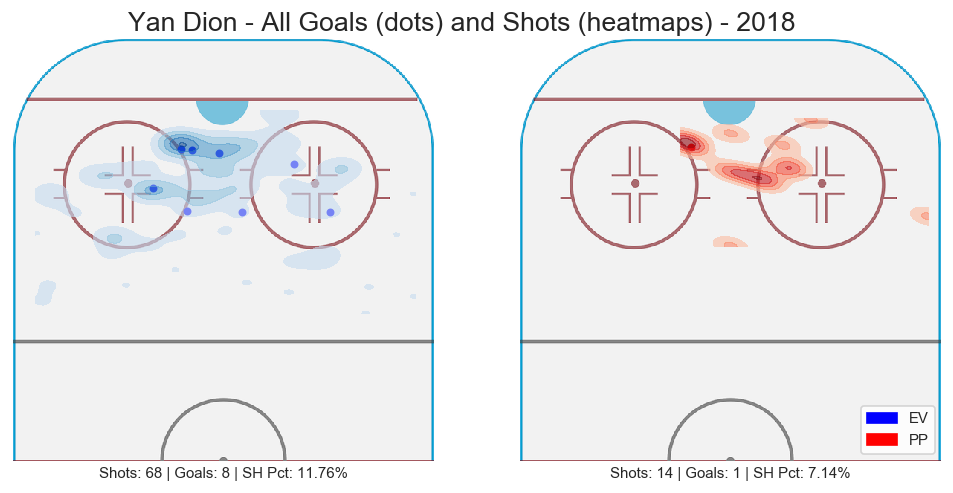 Yan Dion - All Goals (dots) and Shots (heatmaps) - 2018
EV
PP
Shots: 68 | Goals: 8 | SH Pct: 11.76%
Shots: 14 | Goals: 1 | SH Pct: 7.14%